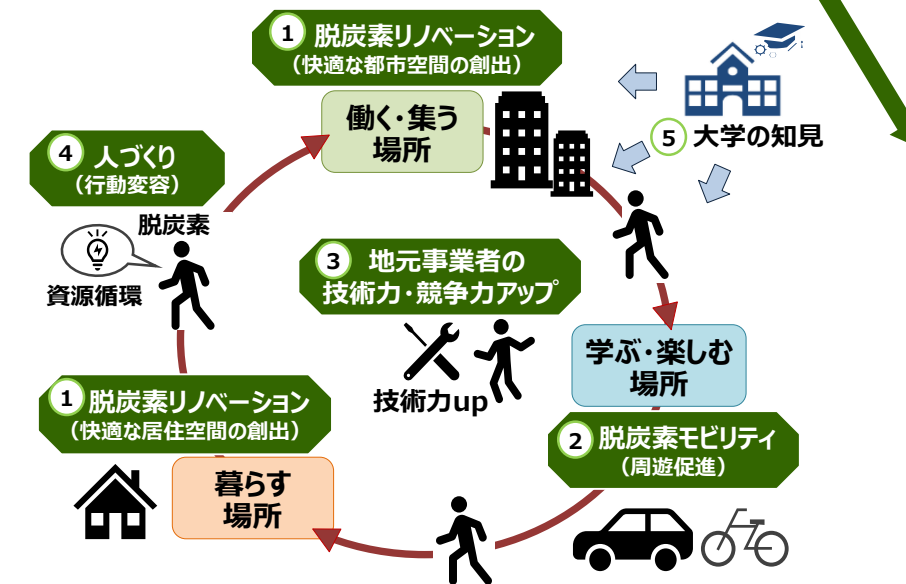 1 脱炭素リノベーション
（快適な都市空間の創出）
働く・集う
場所
5 大学の知見
4 人づくり
（行動変容）
脱炭素
資源循環
3 地元事業者の
技術力・競争力アップ
技術力up
学ぶ・楽しむ
場所
1 脱炭素リノベーション
（快適な居住空間の創出）
暮らす
場所
2 脱炭素モビリティ
（周遊促進）